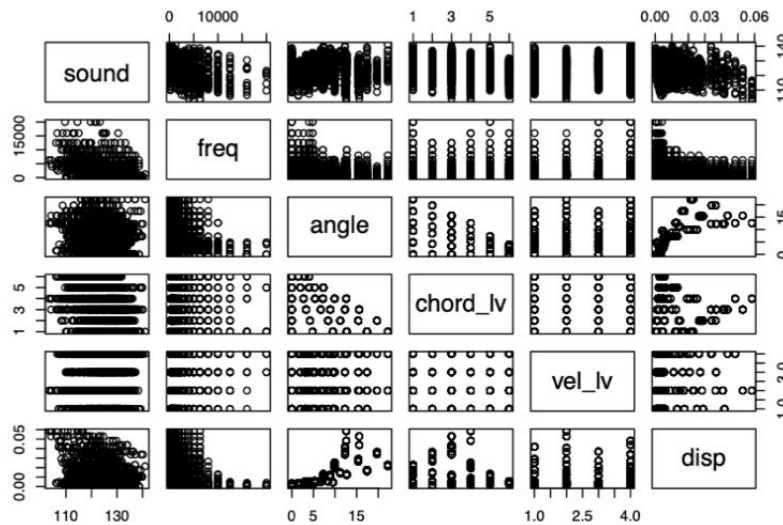 0 10000 1 3 5 0.00 0.03 0.06
sound 110 140
0 15000 freq
angle 0 15
1 3 5 chord_lv
vel_lv 1.0 3.0
0.00 0.05 disp
110 130 0 5 15 1.0 2.5 4.0